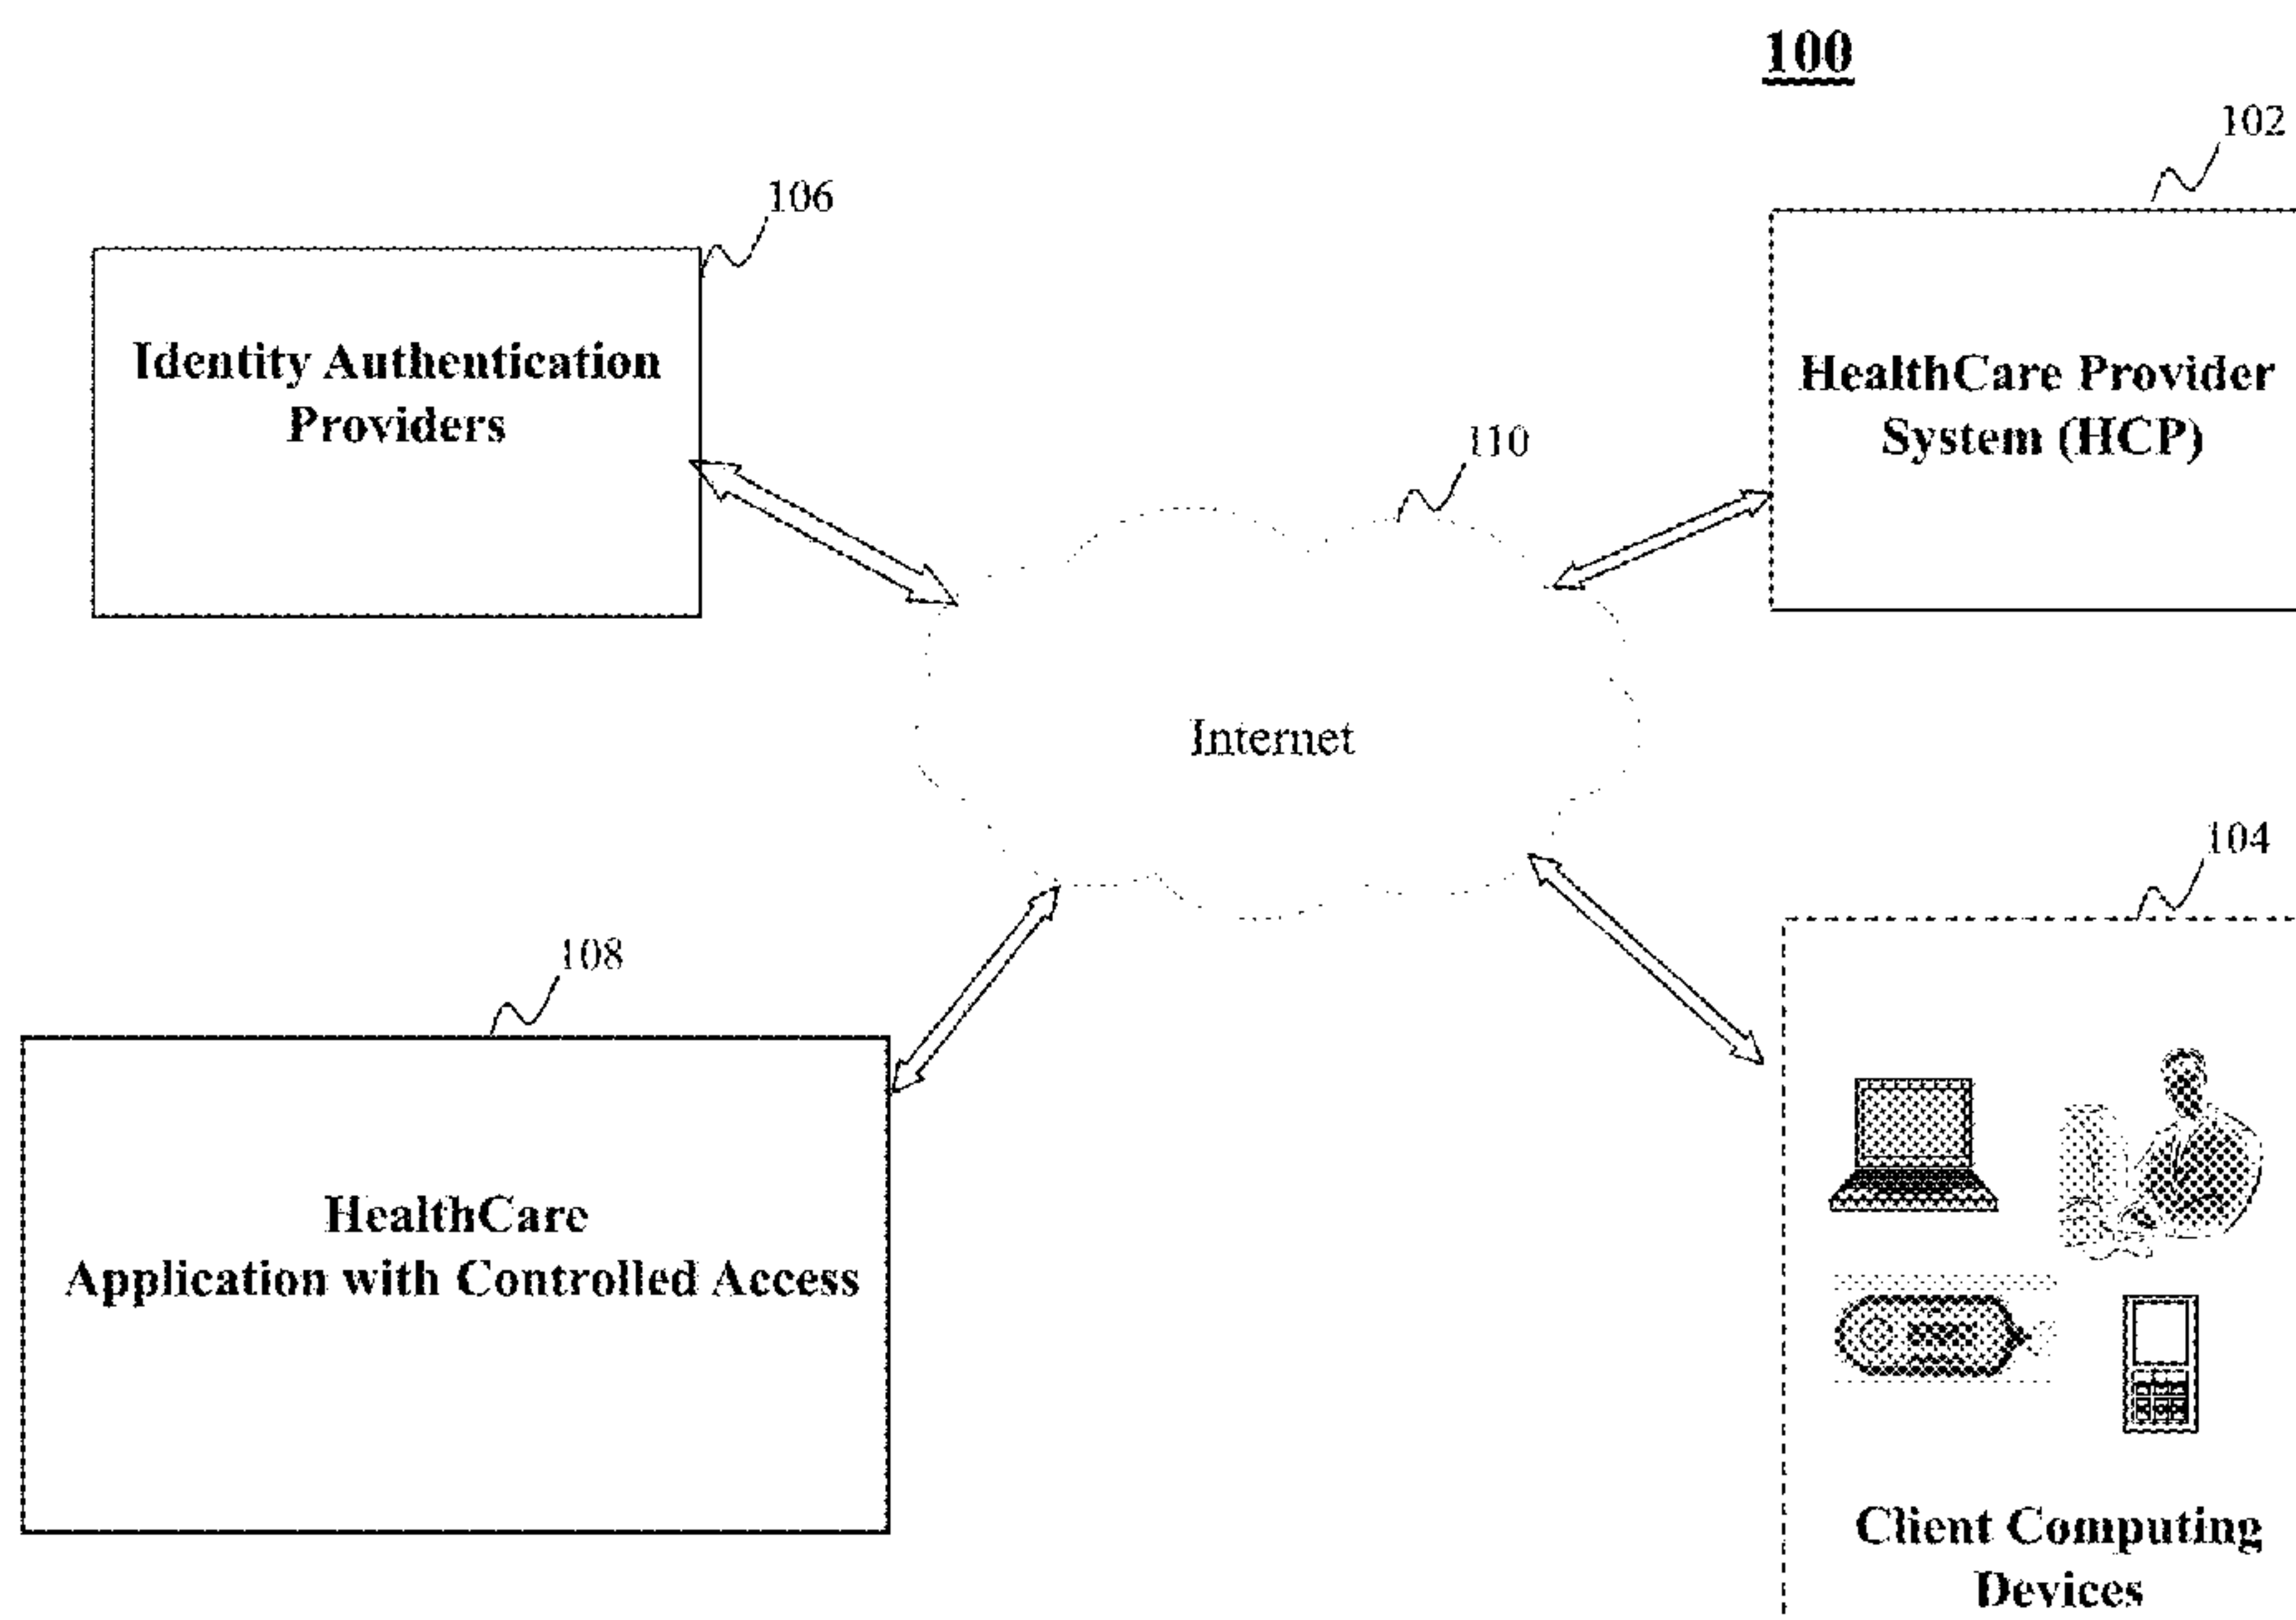 100
102
106
Identity Authentication
Providers
HealthCare Provider
System (HCP)
110
Internet
104
108
HealthCare
Application with Controlled Access
Client Computing
Devices